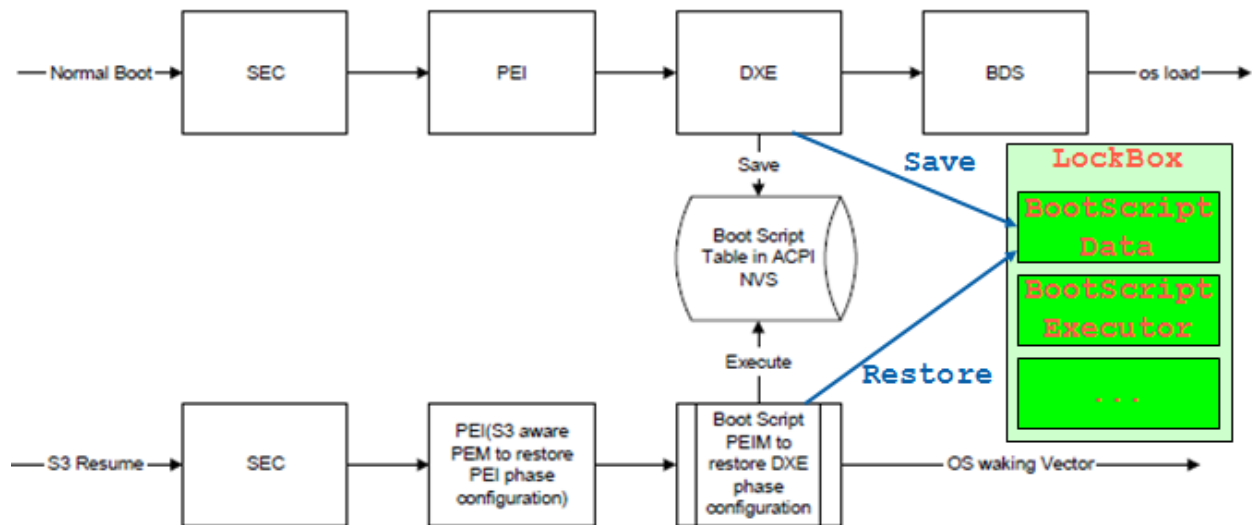 Normal Boot
SEC
PEI
DXE
BDS
os load
Save
Save
LockBox
BootScript
Data
BootScript
Executor
...
Boot Script
Table in ACPI
NVS
Execute
Restore
S3 Resume
SEC
PEI(S3 aware
PEM to restore
PEI phase
configuration)
Boot Script
PEIM to
restore DXE
phase
configuration
OS waking Vector